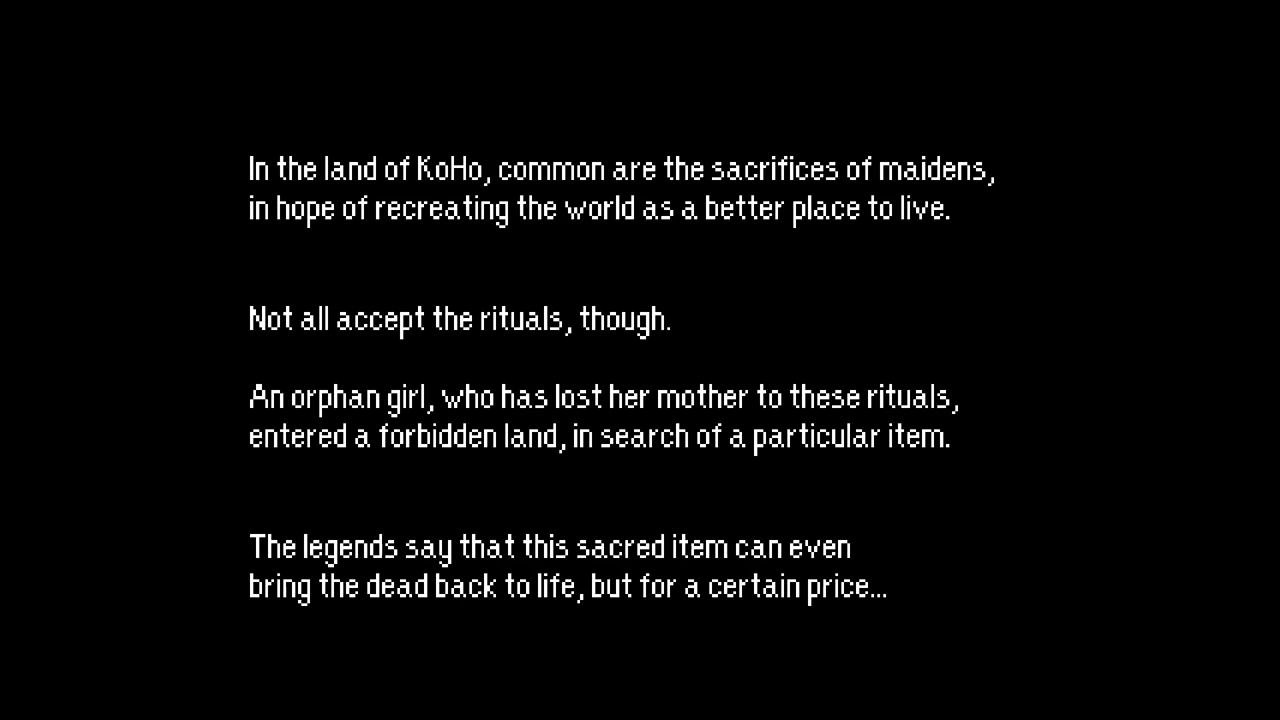 In the land of KoHo, common are the sacrifices of maidens,
in hope of recreating the world as a better place to live.
Not all accept the rituals, though.
An orphan girl, who has lost her mother to these rituals,
entered a forbidden land, in search of a particular item.
The legends say that this sacred item can even
bring the dead back to life, but for a certain price...